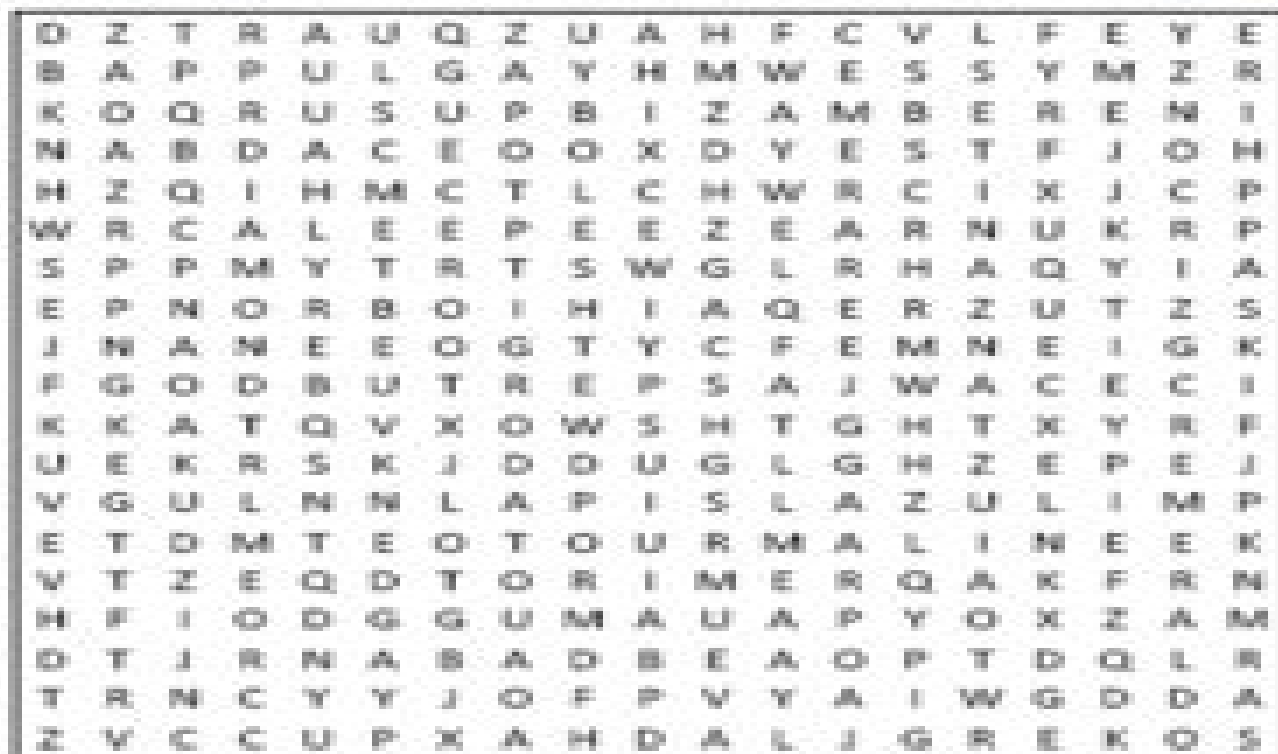 D Z T R A U Q Z U A H F C V L F E Y E
B A P P U L G A Y H M W E S S Y M Z R
K O Q R U S U P B I Z A M B E R E N I
N A B D A C E O O X D Y E S T F J O H
H Z Q I H M C T L C H W R C I X J C P
W R C A L E E P E E Z E A R N U K R P
S P P M Y T R T S W G L R H A Q Y I A
E P N O R B O I H I A Q E R Z U T Z S
J N A N E E O G T Y C F E M N E I G K
F G O D B U T R E P S A J W A C E C I
K K A T Q V X O W S H T G H T X Y R F
U E K R S K J D D U G L G H Z E P E J
V G U L N N L A P I S L A Z U L I M P
E T D M T E O T O U R M A L I N E E K
V T Z E Q D T O R I M E R Q A K F R N
H F I O D G G U M A U A P Y O X Z A M
D T J R N A B A D B E A O P T D Q L R
T R N C Y Y J O F P V Y A I W G D D A
Z V C C U P X A H D A L J G R E K O S